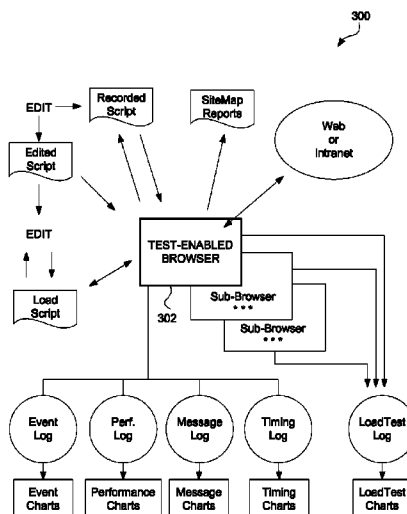 300
EDIT
Recorded
Script
SiteMap
Reports
Web
or
Intranet
Edited
Script
EDIT
TEST-ENABLED
BROWSER
Load
Script
302
Sub-Browser
* * *
Sub-Browser
* * *
Event
Log
Perf.
Log
Message
Log
Timing
Log
LoadTest
Log
Event
Charts
Performance
Charts
Message
Charts
Timing
Charts
LoadTest
Charts